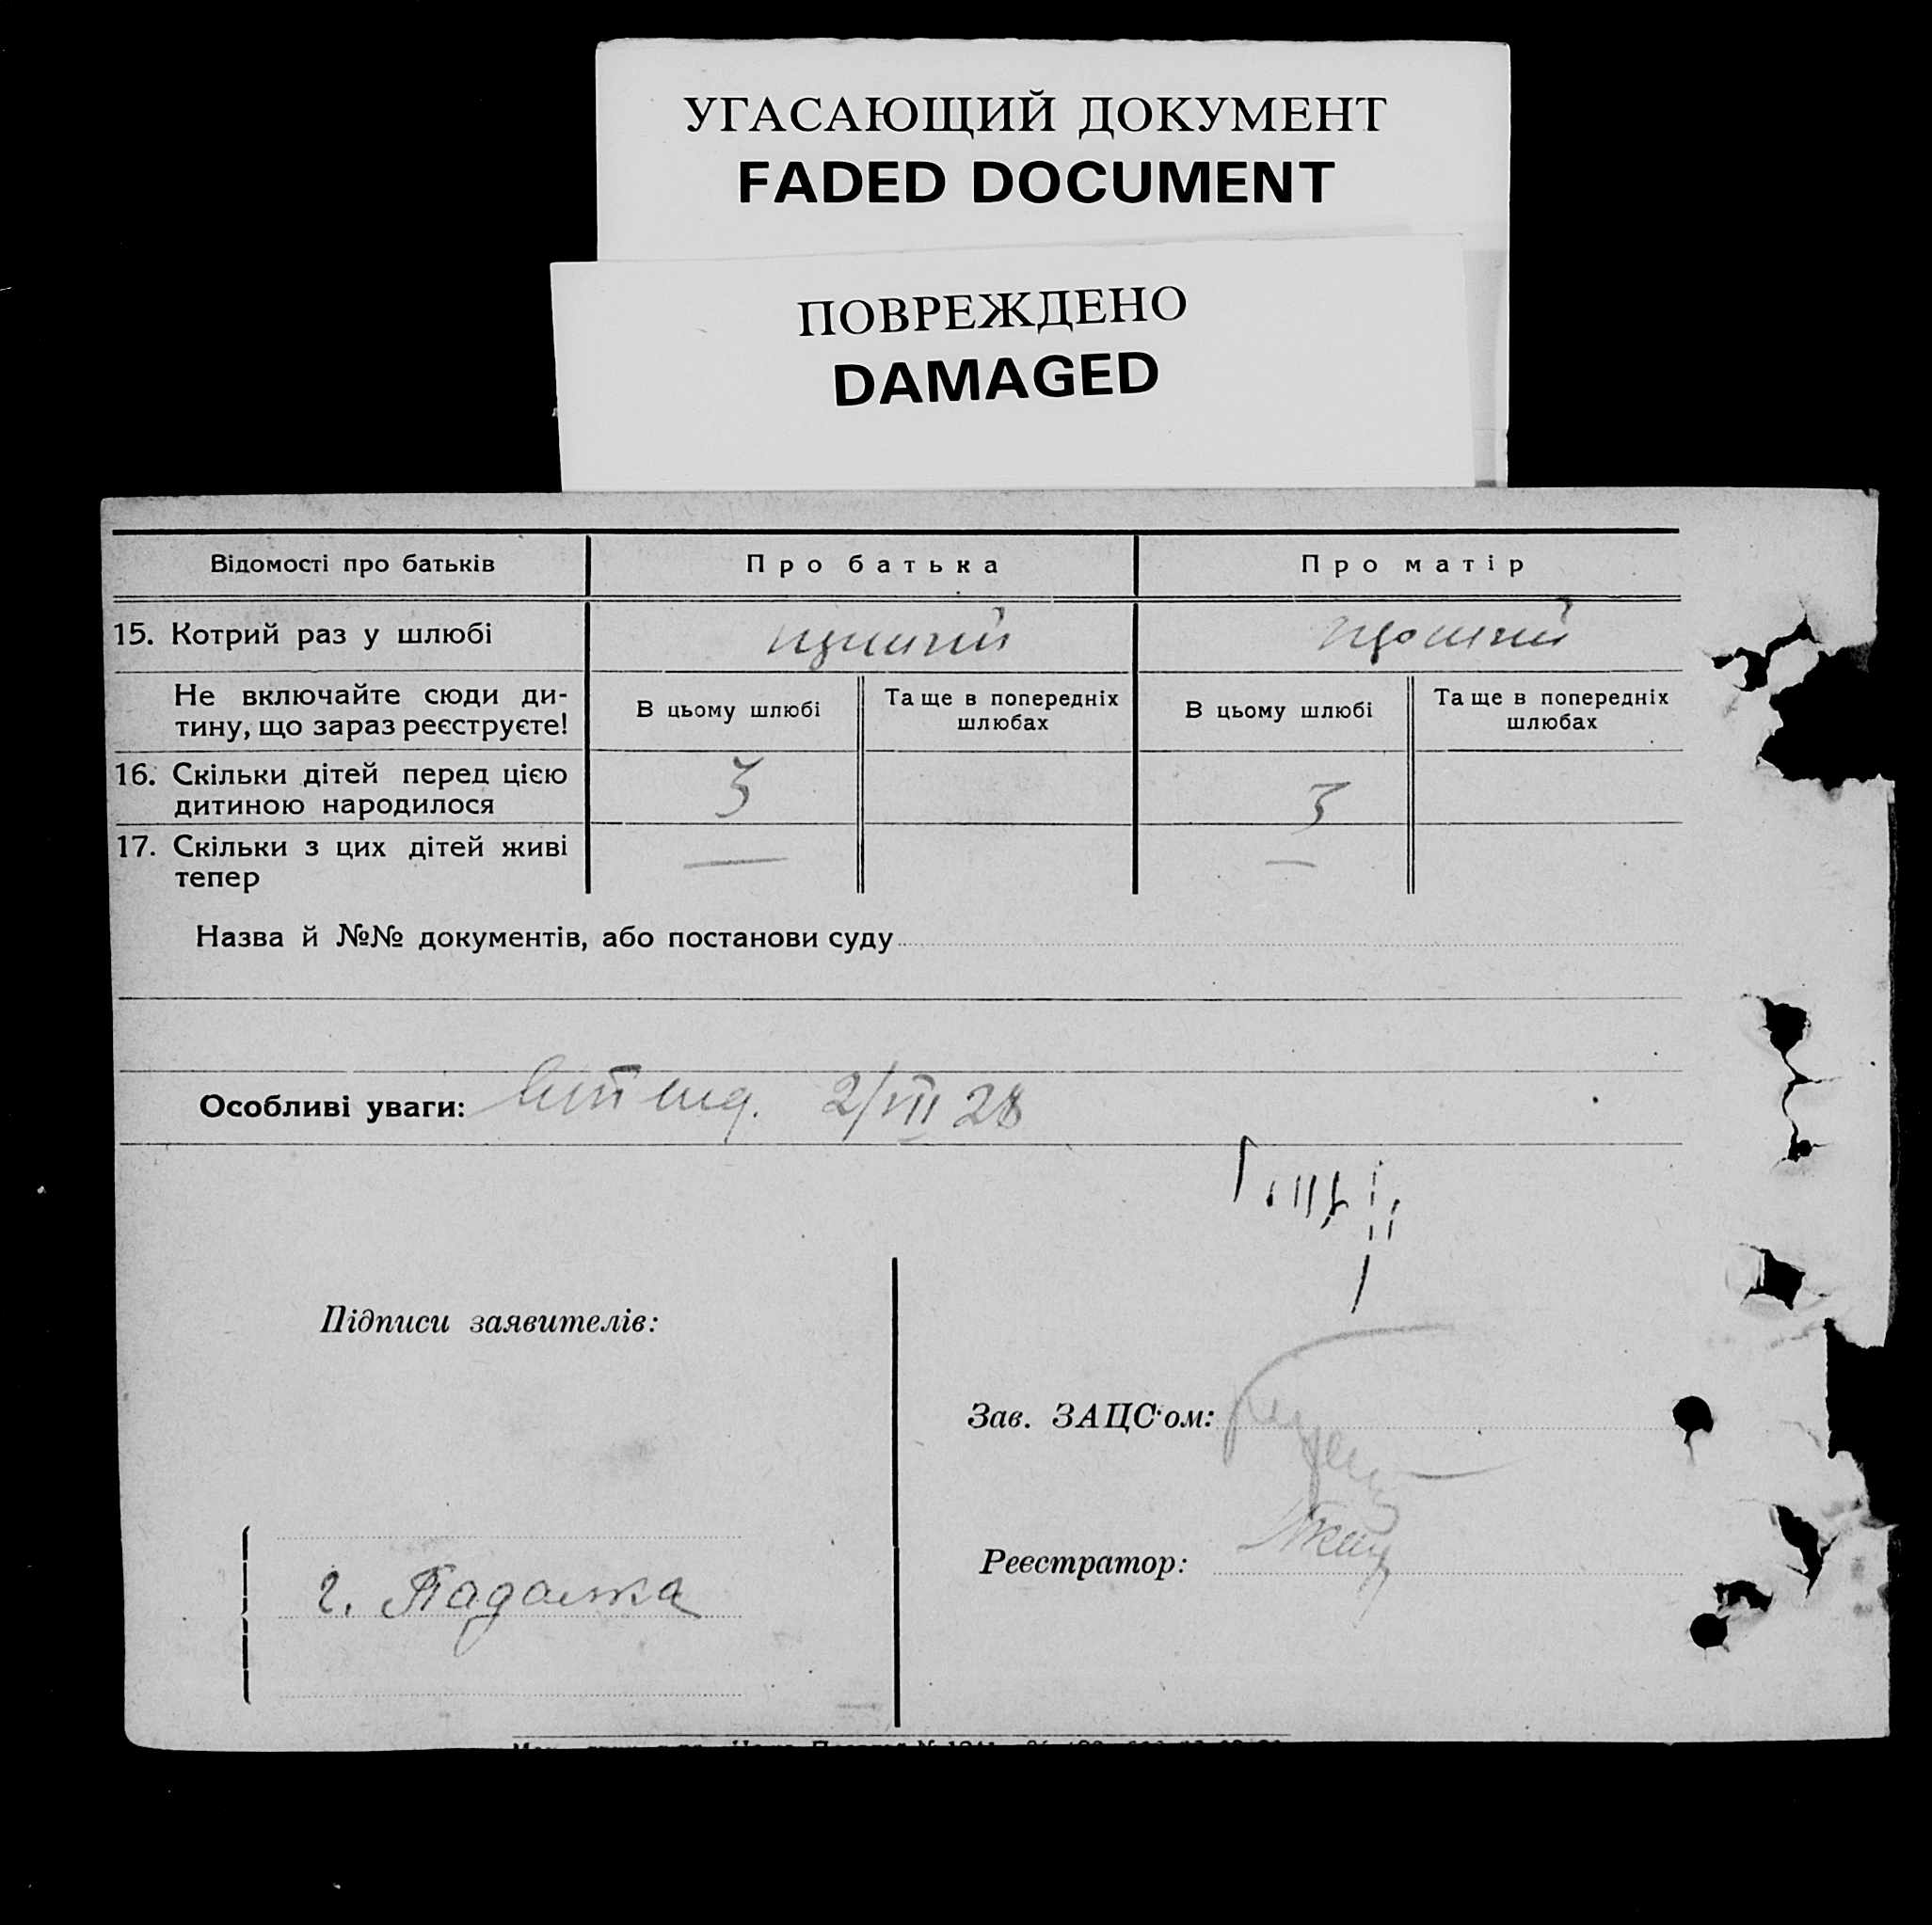 УГАСАЮЩИЙ ДОКУМЕНТ
FADED DOCUMENT
ПОВРЕЖДЕНО
DAMAGED
Відомості про батьків Про батька Про матір
15. Котрий раз у шлюбі
Не включайте сюди ди-
тину, що зараз реєструєте!
В цьому шлюбі
Та ще в попередніх
шлюбах
В цьому шлюбі
Та ще в попередніх
шлюбах
16. Скільки дітей перед цією
дитиною народилося
3 3
17. Скільки з цих дітей живі
тепер
— —
Назва й №№ документів, або постанови суду
Особливі уваги: 2/VII 28
Підписи заявителів:
Зав. ЗАЦС'ом:
Реєстратор:
г. Падалка